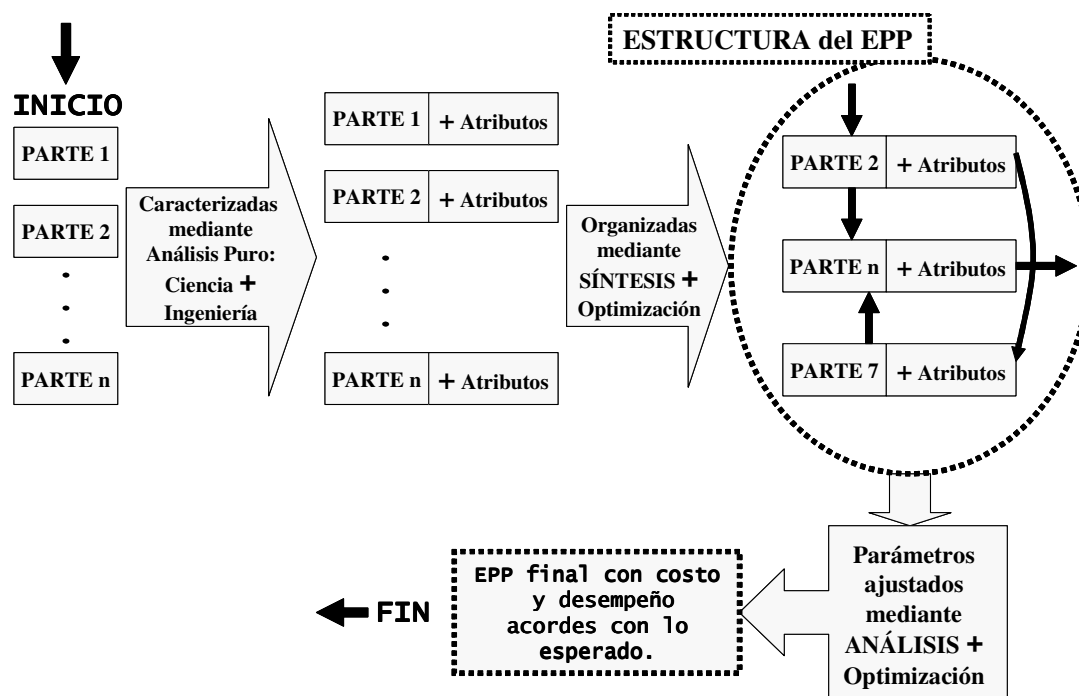 INICIO
PARTE 1
PARTE 2
PARTE n
Caracterizadas
mediante
Análisis Puro:
Ciencia +
Ingeniería
PARTE 1 + Atributos
PARTE 2 + Atributos
PARTE n + Atributos
Organizadas
mediante
SÍNTESIS +
Optimización
ESTRUCTURA del EPP
PARTE 2 + Atributos
PARTE n + Atributos
PARTE 7 + Atributos
Parámetros
ajustados
mediante
ANÁLISIS +
Optimización
EPP final con costo
y desempeño
acordes con lo
esperado.
FIN